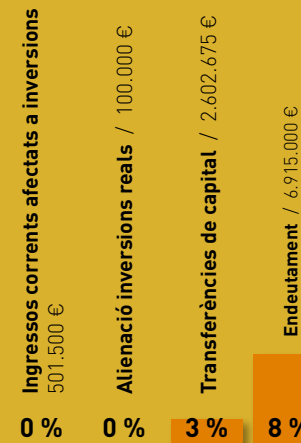 Ingressos corrents afectats a inversions
501.500 €
Alienació inversions reals / 100.000 €
Transferències de capital / 2.602.675 €
Endeutament / 6.915.000 €
0 %
0 %
3 %
8 %